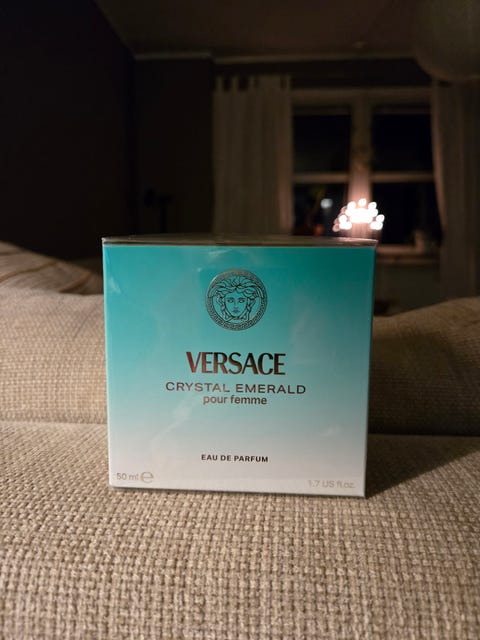 VERSACE
CRYSTAL EMERALD
pour femme
EAU DE PARFUM
50 ml ℮
1.7 US fl.oz.